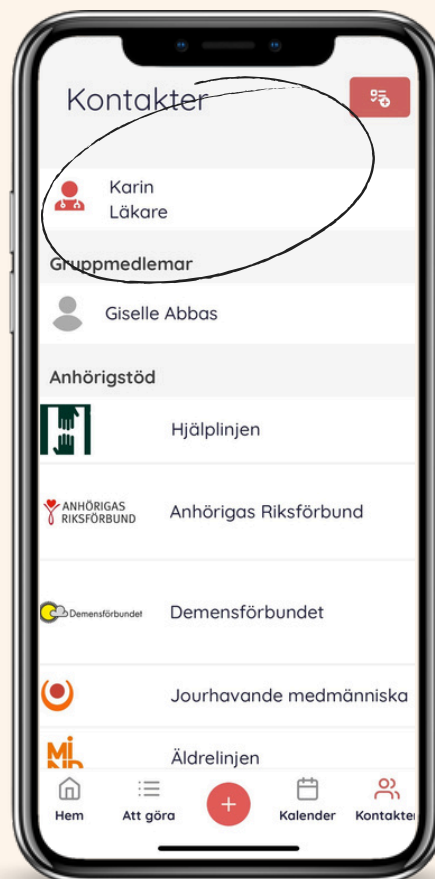 Kontakter
Karin
Läkare
Gruppmedlemar
Giselle Abbas
Anhörigstöd
Hjälplinjen
ANHÖRIGAS
RIKSFÖRBUND
Anhörigas Riksförbund
Demensförbundet
Demensförbundet
Jourhavande medmänniska
MiND
Äldrelinjen
Hem
Att göra
+
Kalender
Kontakter